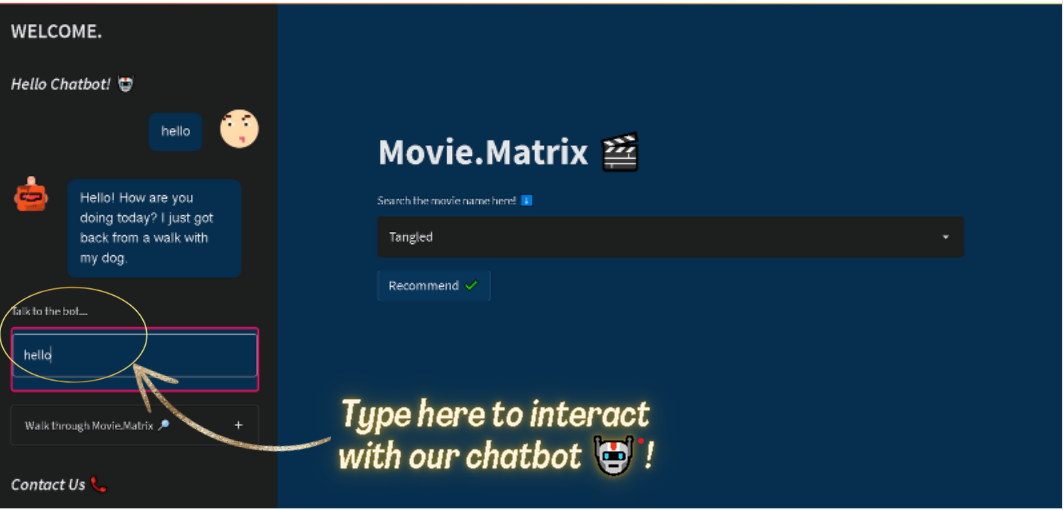 WELCOME.
Hello Chatbot!
hello
Hello! How are you
doing today? I just got
back from a walk with
my dog.
Talk to the bot...
hello
Walk through Movie.Matrix
+
Contact Us
Movie.Matrix
Search the movie name here!
Tangled
Recommend
Type here to interact
with our chatbot !